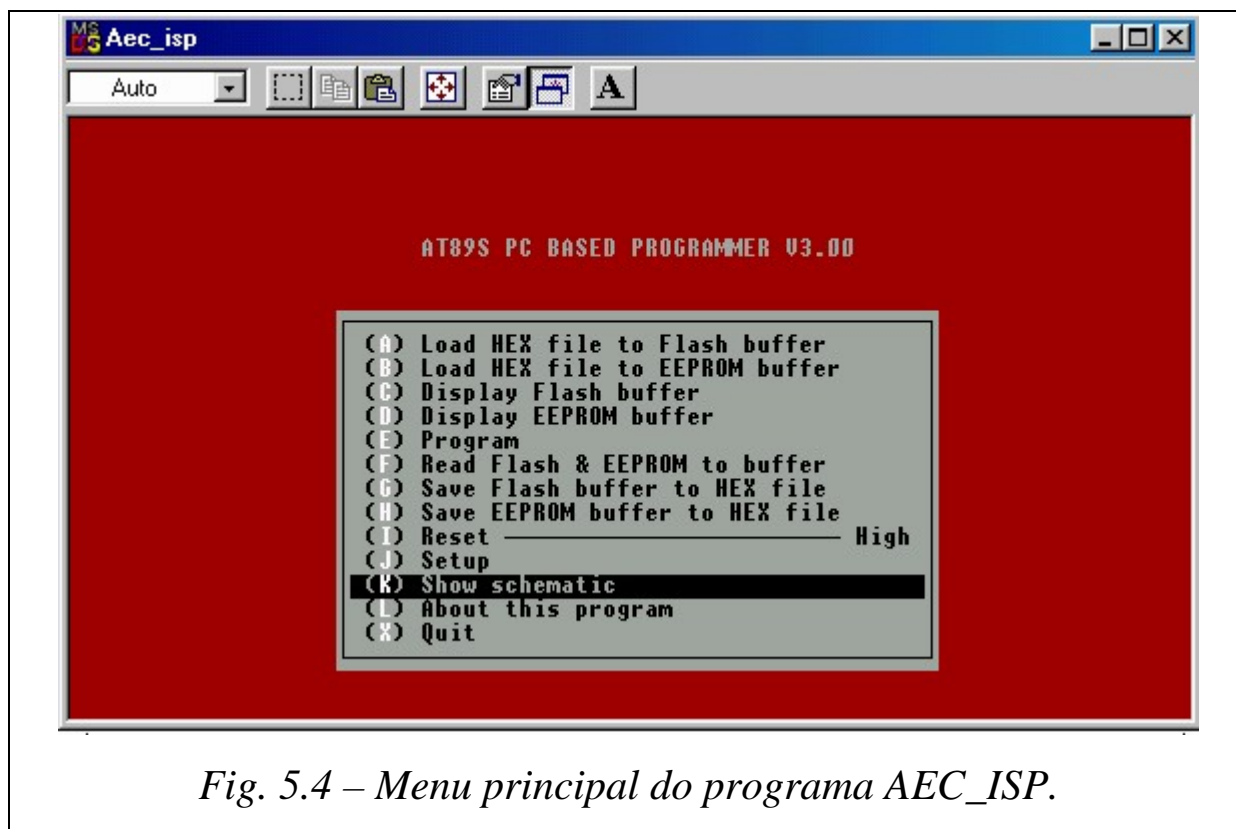 Aec_isp
Auto
A
AT89S PC BASED PROGRAMMER V3.00
(A) Load HEX file to Flash buffer
(B) Load HEX file to EEPROM buffer
(C) Display Flash buffer
(D) Display EEPROM buffer
(E) Program
(F) Read Flash & EEPROM to buffer
(G) Save Flash buffer to HEX file
(H) Save EEPROM buffer to HEX file
(I) Reset ——————————————— High
(J) Setup
(K) Show schematic
(L) About this program
(X) Quit
Fig. 5.4 – Menu principal do programa AEC_ISP.